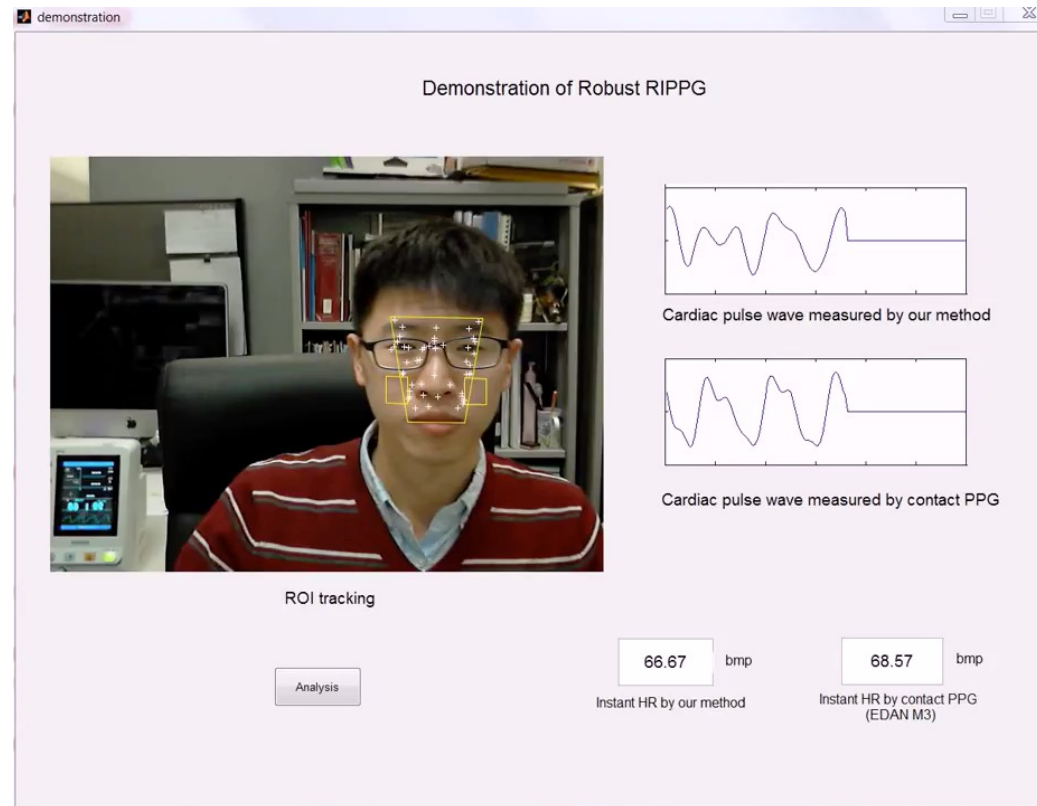 demonstration
Demonstration of Robust RIPPG
Cardiac pulse wave measured by our method
Cardiac pulse wave measured by contact PPG
ROI tracking
Analysis
66.67 bmp
Instant HR by our method
68.57 bmp
Instant HR by contact PPG
(EDAN M3)